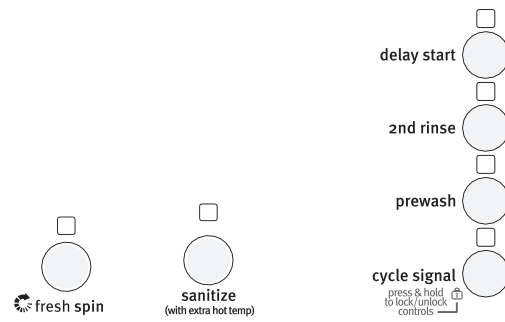 delay start
2nd rinse
prewash
cycle signal
press & hold
to lock/unlock
controls
fresh spin
sanitize
(with extra hot temp)